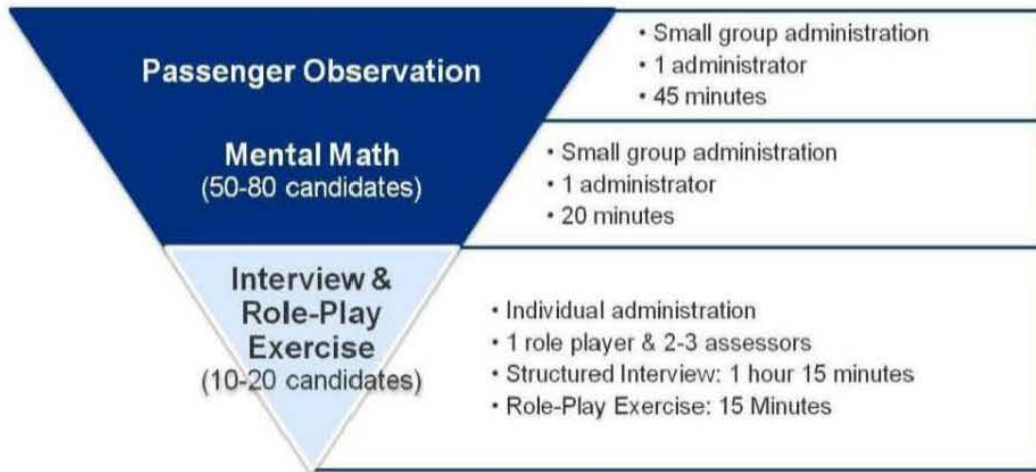 Passenger Observation
• Small group administration
• 1 administrator
• 45 minutes
Mental Math
(50-80 candidates)
• Small group administration
• 1 administrator
• 20 minutes
Interview &
Role-Play
Exercise
(10-20 candidates)
• Individual administration
• 1 role player & 2-3 assessors
• Structured Interview: 1 hour 15 minutes
• Role-Play Exercise: 15 Minutes